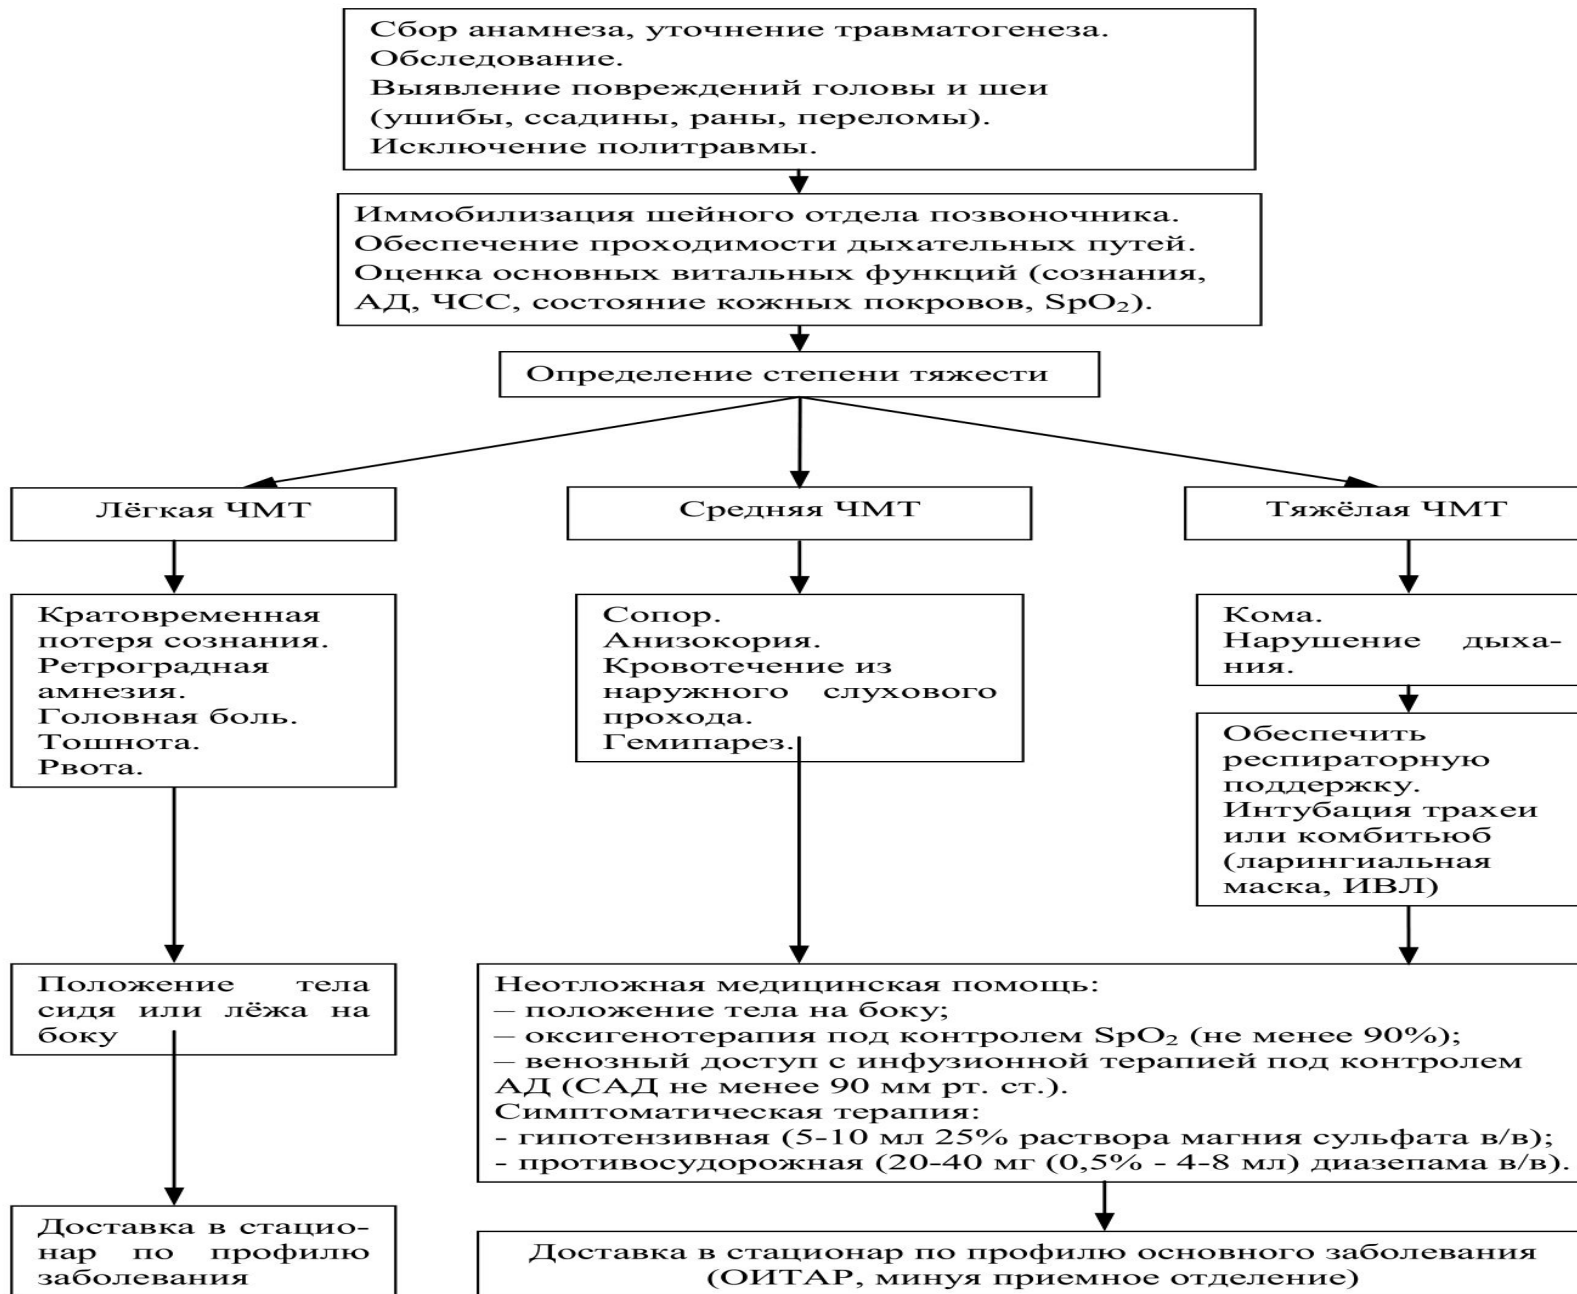 Сбор анамнеза, уточнение травматогенеза.
Обследование.
Выявление повреждений головы и шеи
(ушибы, ссадины, раны, переломы).
Исключение политравмы.
Иммобилизация шейного отдела позвоночника.
Обеспечение проходимости дыхательных путей.
Оценка основных витальных функций (сознания,
АД, ЧСС, состояние кожных покровов, SpO₂).
Определение степени тяжести
Лёгкая ЧМТ
Средняя ЧМТ
Тяжёлая ЧМТ
Кратовременная
потеря сознания.
Ретроградная
амнезия.
Головная боль.
Тошнота.
Рвота.
Сопор.
Анизокория.
Кровотечение из
наружного слухового
прохода.
Гемипарез.
Кома.
Нарушение дыха-
ния.
Обеспечить
респираторную
поддержку.
Интубация трахеи
или комбитьюб
(ларингиальная
маска, ИВЛ)
Положение тела
сидя или лёжа на
боку
Неотложная медицинская помощь:
– положение тела на боку;
– оксигенотерапия под контролем SpO₂ (не менее 90%);
– венозный доступ с инфузионной терапией под контролем
АД (САД не менее 90 мм рт. ст.).
Симптоматическая терапия:
- гипотензивная (5-10 мл 25% раствора магния сульфата в/в);
- противосудорожная (20-40 мг (0,5% - 4-8 мл) диазепама в/в).
Доставка в стацио-
нар по профилю
заболевания
Доставка в стационар по профилю основного заболевания
(ОИТАР, минуя приемное отделение)